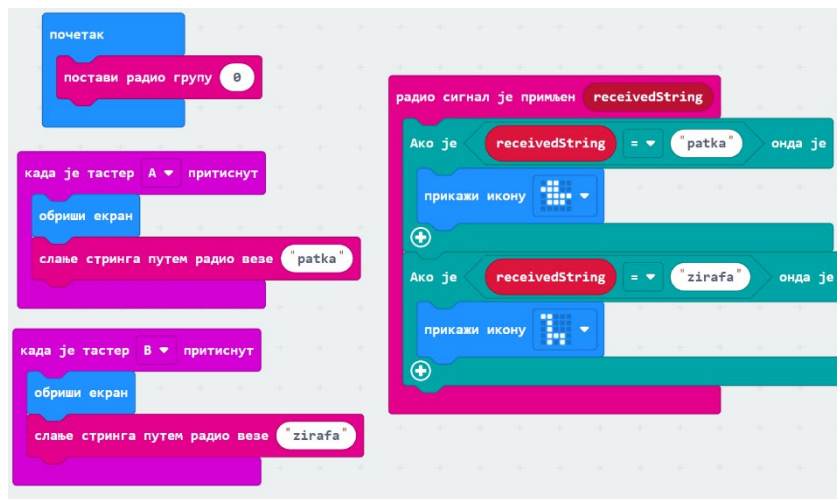 почетак
постави радио групу 0
када је тастер A притиснут
обриши екран
слање стринга путем радио везе "patka"
када је тастер B притиснут
обриши екран
слање стринга путем радио везе "zirafa"
радио сигнал је примљен receivedString
Ако је receivedString = "patka" онда је
прикажи икону
Ако је receivedString = "zirafa" онда је
прикажи икону